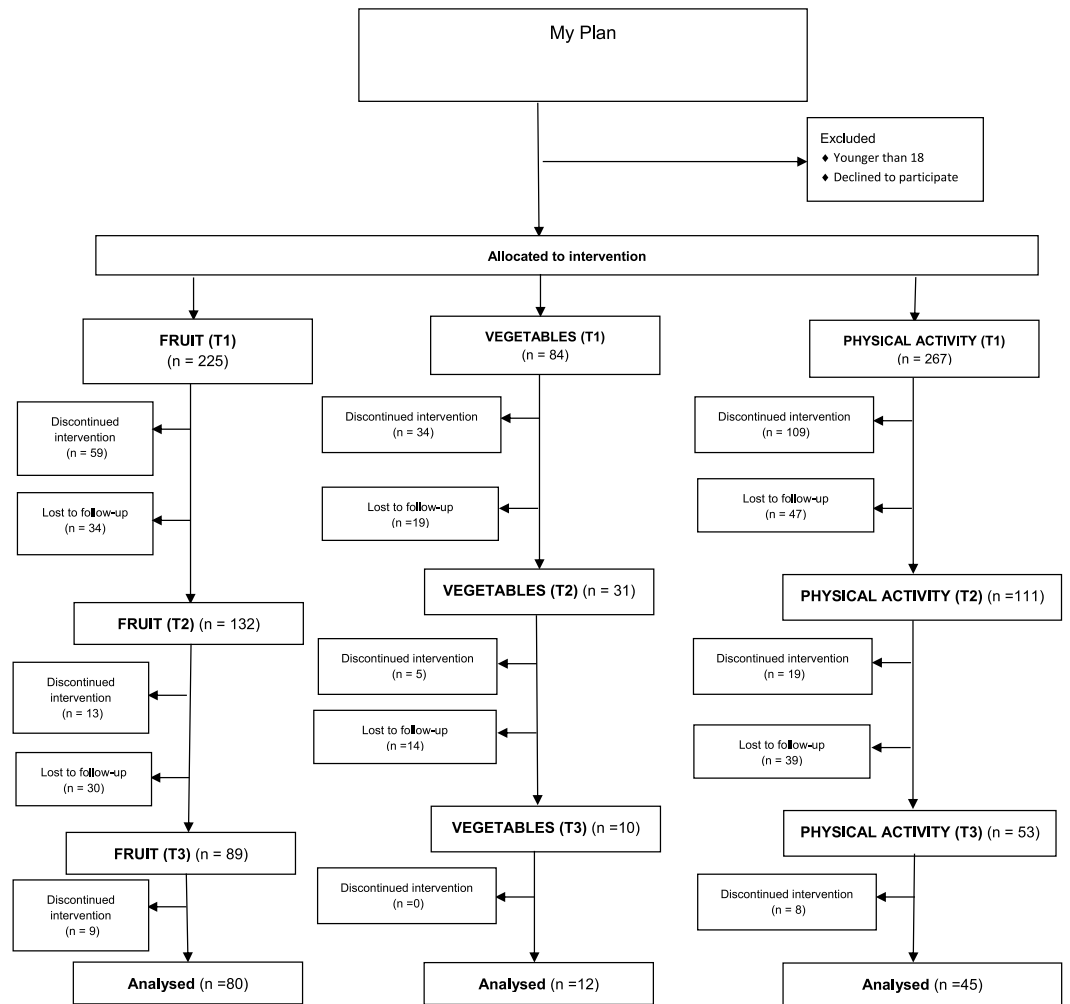 My Plan
Excluded
♦ Younger than 18
♦ Declined to participate
Allocated to intervention
FRUIT (T1)
(n = 225)
Discontinued
intervention
(n = 59)
Lost to follow-up
(n = 34)
FRUIT (T2) (n = 132)
Discontinued
intervention
(n = 13)
Lost to follow-up
(n = 30)
FRUIT (T3) (n = 89)
Discontinued
intervention
(n = 9)
Analysed (n =80)
VEGETABLES (T1)
(n = 84)
Discontinued intervention
(n = 34)
Lost to follow-up
(n =19)
VEGETABLES (T2) (n = 31)
Discontinued intervention
(n = 5)
Lost to follow-up
(n =14)
VEGETABLES (T3) (n =10)
Discontinued intervention
(n =0)
Analysed (n =12)
PHYSICAL ACTIVITY (T1)
(n = 267)
Discontinued intervention
(n = 109)
Lost to follow-up
(n = 47)
PHYSICAL ACTIVITY (T2) (n =111)
Discontinued intervention
(n = 19)
Lost to follow-up
(n = 39)
PHYSICAL ACTIVITY (T3) (n = 53)
Discontinued intervention
(n = 8)
Analysed (n =45)